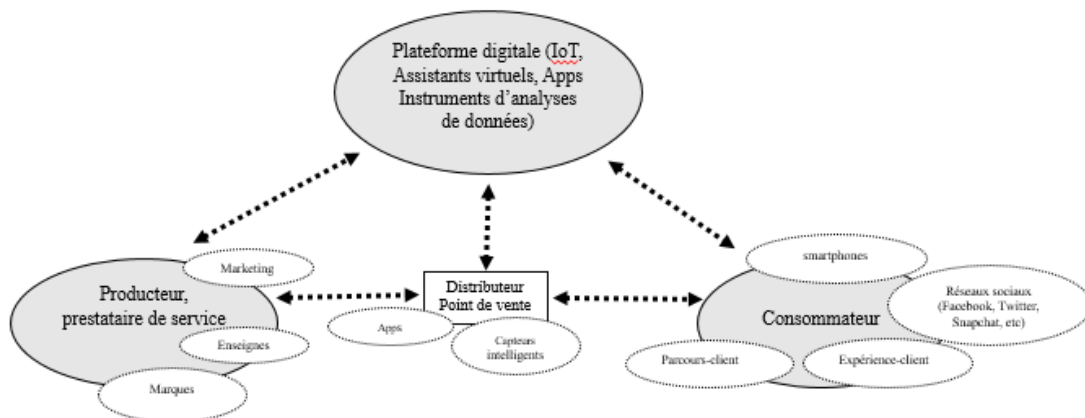 Plateforme digitale (IoT,
Assistants virtuels, Apps
Instruments d'analyses
de données)
Marketing
Producteur,
prestataire de service
Enseignes
Marques
Distributeur
Point de vente
Apps
Capteurs
intelligents
smartphones
Réseaux sociaux
(Facebook, Twitter,
Snapchat, etc)
Consommateur
Parcours-client
Expérience-client